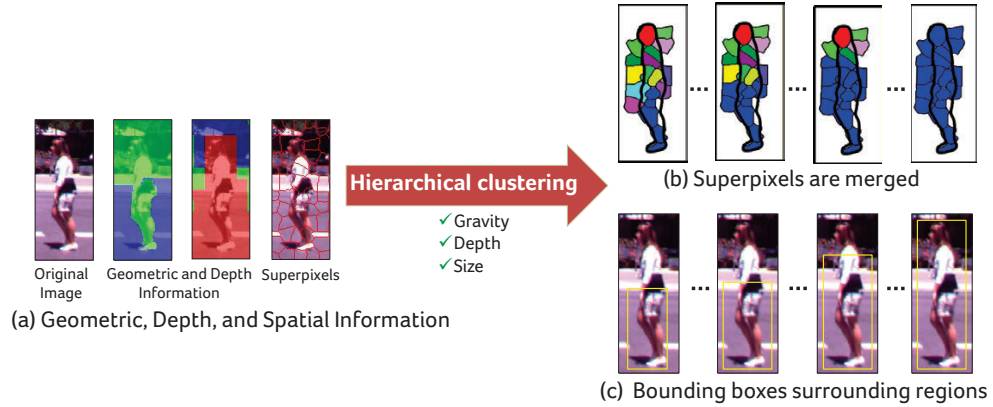 Original
Image
Geometric and Depth
Information
Superpixels
(a) Geometric, Depth, and Spatial Information
Hierarchical clustering
✓ Gravity
✓ Depth
✓ Size
... ... ...
(b) Superpixels are merged
... ... ...
(c) Bounding boxes surrounding regions